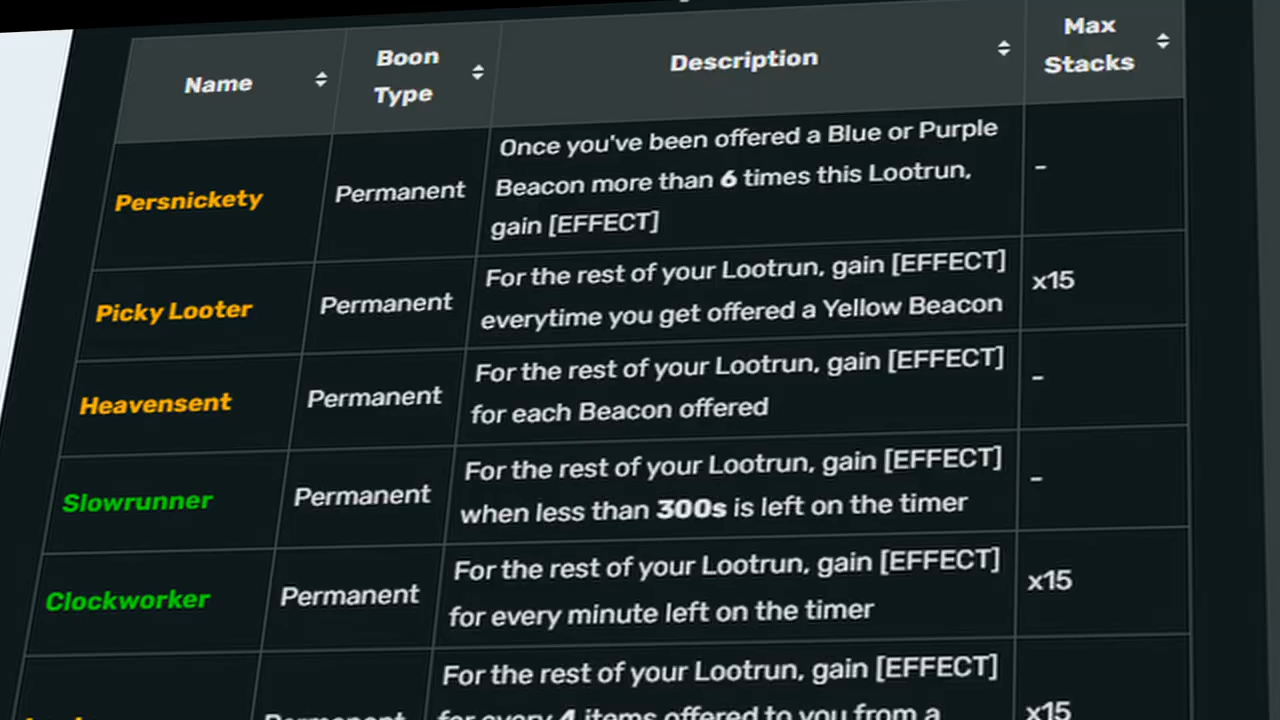 Name
Boon
Type
Description
Max
Stacks
Persnickety
Permanent
Once you've been offered a Blue or Purple
Beacon more than 6 times this Lootrun,
gain [EFFECT]
-
Picky Looter
Permanent
For the rest of your Lootrun, gain [EFFECT]
everytime you get offered a Yellow Beacon
x15
Heavensent
Permanent
For the rest of your Lootrun, gain [EFFECT]
for each Beacon offered
-
Slowrunner
Permanent
For the rest of your Lootrun, gain [EFFECT]
when less than 300s is left on the timer
-
Clockworker
Permanent
For the rest of your Lootrun, gain [EFFECT]
for every minute left on the timer
x15
Permanent
For the rest of your Lootrun, gain [EFFECT]
for every 4 items offered to you from a
x15